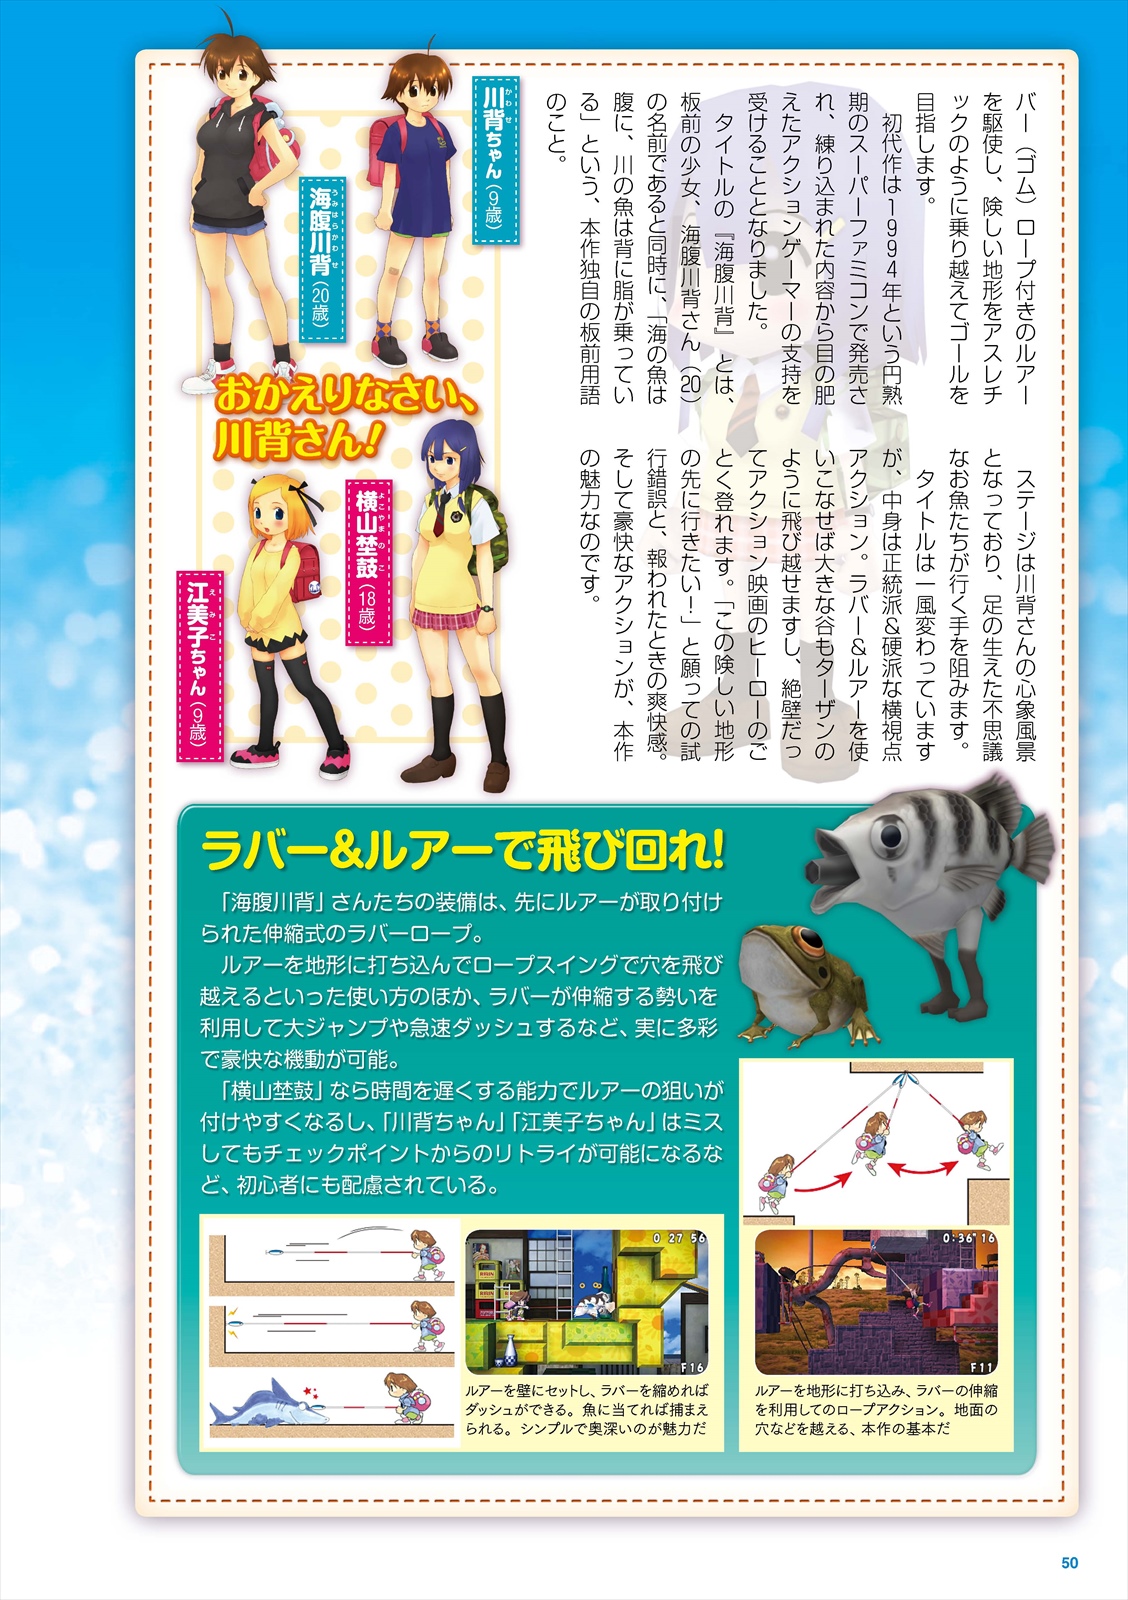 バー（ゴム）ロープ付きのルアー
を駆使し、険しい地形をアスレチ
ックのように乗り越えてゴールを
目指します。
　初代作は1994年という円熟
期のスーパーファミコンで発売さ
れ、練り込まれた内容から目の肥
えたアクションゲーマーの支持を
受けることとなりました。
　タイトルの『海腹川背』とは、
板前の少女、海腹川背さん（20）
の名前であると同時に、「海の魚は
腹に、川の魚は背に脂が乗ってい
る」という、本作独自の板前用語
のこと。
　ステージは川背さんの心象風景
となっており、足の生えた不思議
なお魚たちが行く手を阻みます。
　タイトルは一風変わっています
が、中身は正統派＆硬派な横視点
アクション。ラバー＆ルアーを使
いこなせば大きな谷もターザンの
ように飛び越せますし、絶壁だっ
てアクション映画のヒーローのご
とく登れます。「この険しい地形
の先に行きたい！」と願っての試
行錯誤と、報われたときの爽快感。
そして豪快なアクションが、本作
の魅力なのです。
かわせ
川背ちゃん（9歳）
うみはらかわせ
海腹川背（20歳）
おかえりなさい、
川背さん！
よこやまのこ
横山埜鼓（18歳）
えみこ
江美子ちゃん（9歳）
ラバー&ルアーで飛び回れ！
　「海腹川背」さんたちの装備は、先にルアーが取り付け
られた伸縮式のラバーロープ。
　ルアーを地形に打ち込んでロープスイングで穴を飛び
越えるといった使い方のほか、ラバーが伸縮する勢いを
利用して大ジャンプや急速ダッシュするなど、実に多彩
で豪快な機動が可能。
　「横山埜鼓」なら時間を遅くする能力でルアーの狙いが
付けやすくなるし、「川背ちゃん」「江美子ちゃん」はミス
してもチェックポイントからのリトライが可能になるな
ど、初心者にも配慮されている。
0 27 56
F16
ルアーを壁にセットし、ラバーを縮めれば
ダッシュができる。魚に当てれば捕まえ
られる。シンプルで奥深いのが魅力だ
0:36"16
F11
ルアーを地形に打ち込み、ラバーの伸縮
を利用してのロープアクション。地面の
穴などを越える、本作の基本だ
50